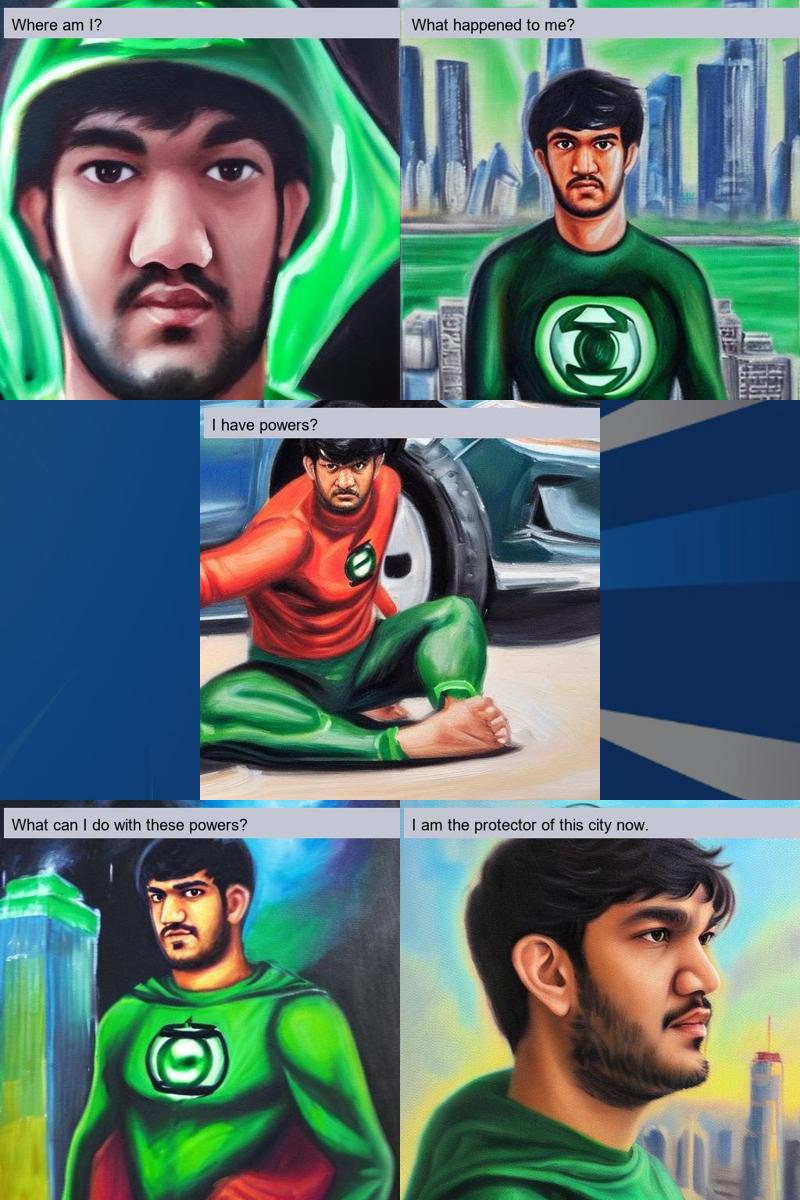 Where am I?
What happened to me?
I have powers?
What can I do with these powers?
I am the protector of this city now.